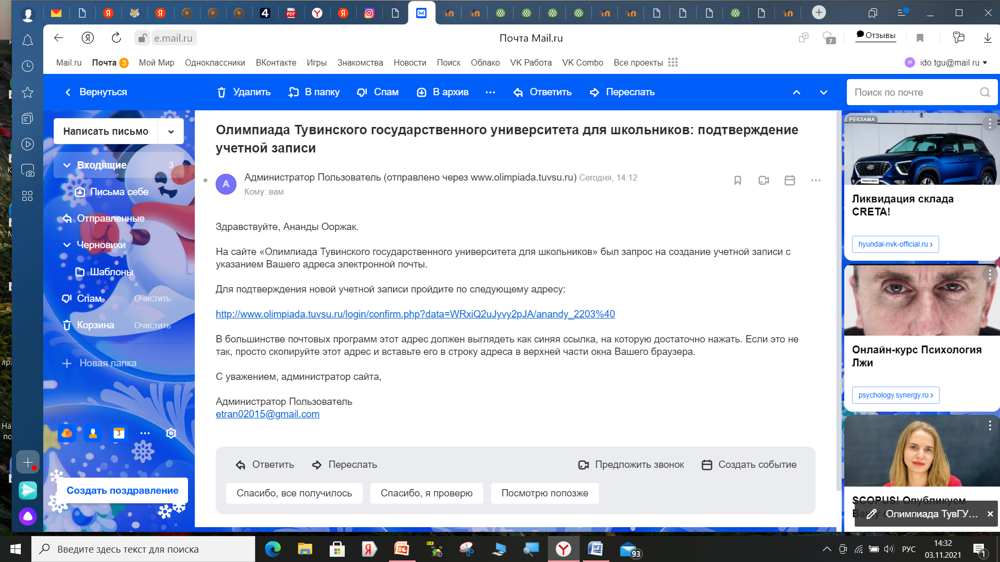 4
PDF
e.mail.ru
Почта Mail.ru
7
Отзывы
Mail.ru
Почта 3
Мой Мир
Одноклассники
ВКонтакте
Игры
Знакомства
Новости
Поиск
Облако
VK Работа
VK Combo
Все проекты
ido.tgu@mail.ru
Вернуться
Удалить
В папку
Спам
В архив
Ответить
Переслать
Поиск по почте
Написать письмо
Входящие 3
Письма себе
Отправленные
Черновики
Шаблоны
Спам Очистить
Корзина Очистить
Новая папка
3
Создать поздравление
Олимпиада Тувинского государственного университета для школьников: подтверждение
учетной записи
А
Администратор Пользователь (отправлено через www.olimpiada.tuvsu.ru) Сегодня, 14:12
Кому: вам
Здравствуйте, Ананды Ооржак.
На сайте «Олимпиада Тувинского государственного университета для школьников» был запрос на создание учетной записи с
указанием Вашего адреса электронной почты.
Для подтверждения новой учетной записи пройдите по следующему адресу:
http://www.olimpiada.tuvsu.ru/login/confirm.php?data=WRxiQ2uJyvy2pJA/anandy_2203%40
В большинстве почтовых программ этот адрес должен выглядеть как синяя ссылка, на которую достаточно нажать. Если это не
так, просто скопируйте этот адрес и вставьте его в строку адреса в верхней части окна Вашего браузера.
С уважением, администратор сайта,
Администратор Пользователь
etran02015@gmail.com
Ответить
Переслать
Предложить звонок
Создать событие
Спасибо, все получилось
Спасибо, я проверю
Посмотрю попозже
РЕКЛАМА
Ликвидация склада
CRETA!
hyundai-nvk-official.ru
Онлайн-курс Психология
Лжи
psychology.synergy.ru
SCOPUS! Опубликуем
Олимпиада ТувГУ...
Введите здесь текст для поиска
93
РУС
14:32
03.11.2021
1